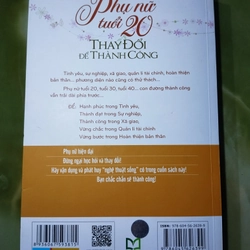 Phụ nữ
tuổi 20
THAY ĐỔI
ĐỂ THÀNH CÔNG
Tình yêu, sự nghiệp, xã giao, quản lí tài chính, hoàn thiện
bản thân... phương diện nào cũng có thử thách...
Phụ nữ tuổi 20, tuổi 30, tuổi 40... con đường thành công
vẫn trải dài phía trước...
ĐỂ: Hạnh phúc trong Tình yêu,
Thành đạt trong Sự nghiệp,
Thành công trong Xã giao,
Vững chắc trong Quản lí tài chính
Vững bước trong Hoàn thiện bản thân
Phụ nữ hiện đại
Đừng ngại học hỏi và thay đổi!
Hãy vận dụng và phát huy "nghệ thuật sống" có trong cuốn sách này!
Bạn chắc chắn sẽ thành công!